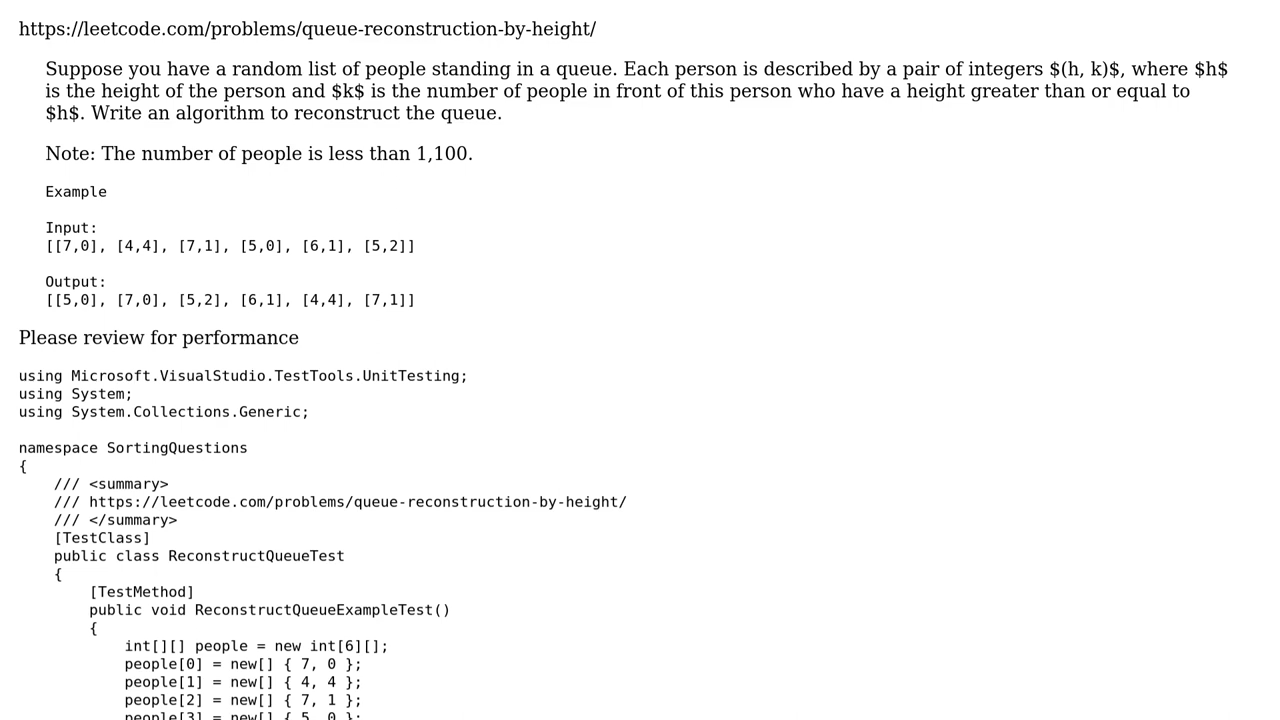 https://leetcode.com/problems/queue-reconstruction-by-height/
Suppose you have a random list of people standing in a queue. Each person is described by a pair of integers $(h, k)$, where $h$
is the height of the person and $k$ is the number of people in front of this person who have a height greater than or equal to
$h$. Write an algorithm to reconstruct the queue.
Note: The number of people is less than 1,100.
Example
Input:
[[7,0], [4,4], [7,1], [5,0], [6,1], [5,2]]
Output:
[[5,0], [7,0], [5,2], [6,1], [4,4], [7,1]]
Please review for performance
using Microsoft.VisualStudio.TestTools.UnitTesting;
using System;
using System.Collections.Generic;
namespace SortingQuestions
{
    /// <summary>
    /// https://leetcode.com/problems/queue-reconstruction-by-height/
    /// </summary>
    [TestClass]
    public class ReconstructQueueTest
    {
        [TestMethod]
        public void ReconstructQueueExampleTest()
        {
            int[][] people = new int[6][];
            people[0] = new[] { 7, 0 };
            people[1] = new[] { 4, 4 };
            people[2] = new[] { 7, 1 };
            people[3] = new[] { 5, 0 };